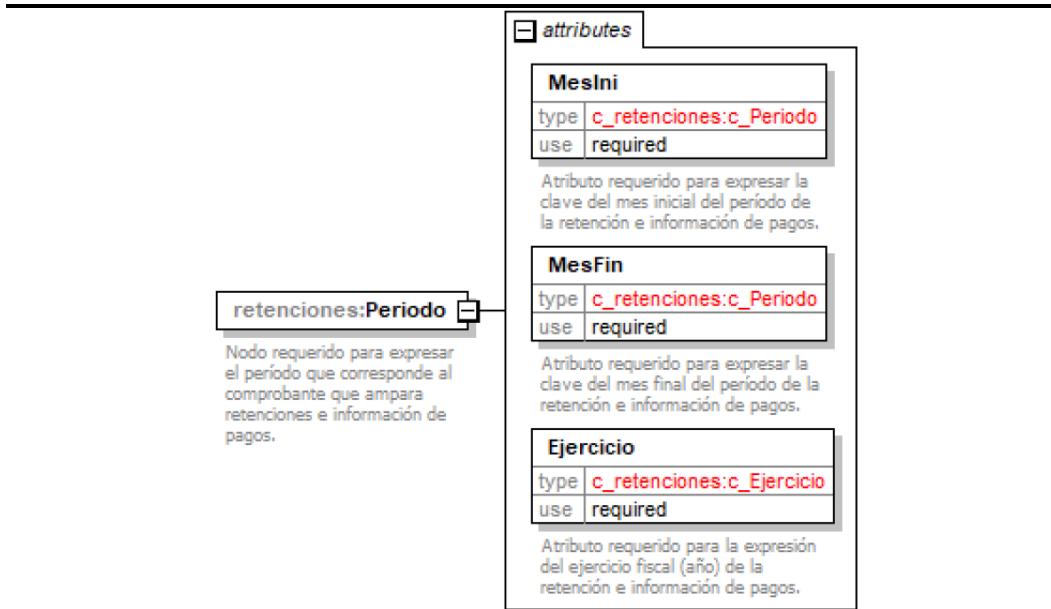 attributes
MesIni
type c_retenciones:c_Periodo
use required
Atributo requerido para expresar la
clave del mes inicial del período de
la retención e información de pagos.
MesFin
type c_retenciones:c_Periodo
use required
Atributo requerido para expresar la
clave del mes final del período de la
retención e información de pagos.
retenciones:Periodo
Nodo requerido para expresar
el período que corresponde al
comprobante que ampara
retenciones e información de
pagos.
Ejercicio
type c_retenciones:c_Ejercicio
use required
Atributo requerido para la expresión
del ejercicio fiscal (año) de la
retención e información de pagos.